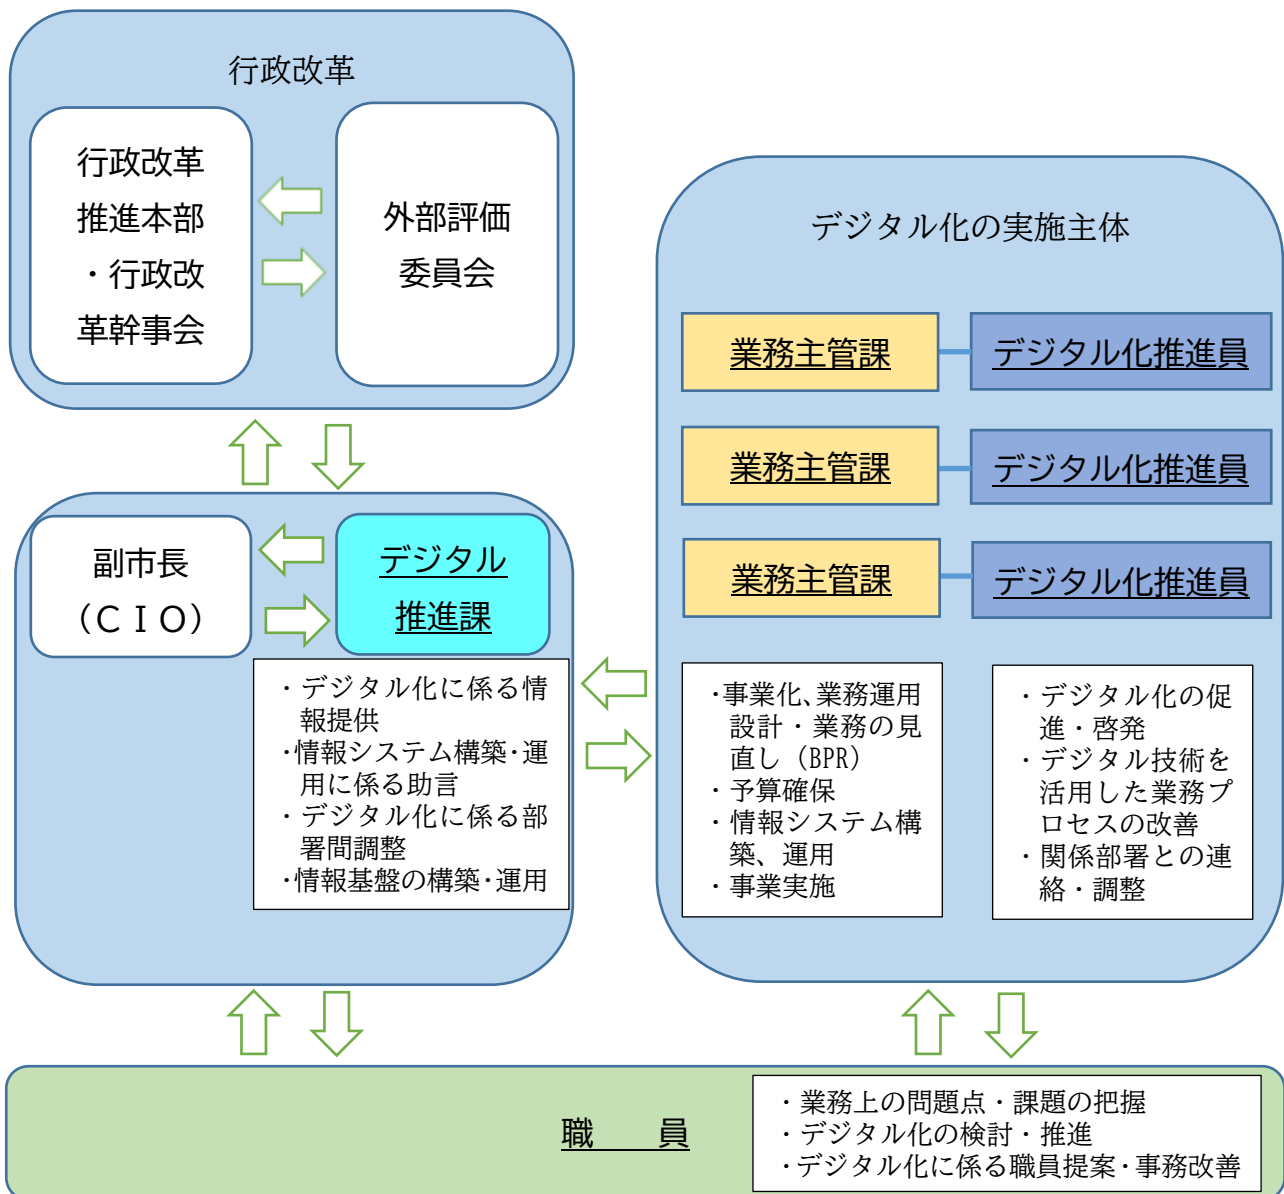 行政改革
行政改革
推進本部
・行政改
革幹事会
外部評価
委員会
副市長
（ＣＩＯ）
デジタル
推進課
・デジタル化に係る情
報提供
・情報システム構築・運
用に係る助言
・デジタル化に係る部
署間調整
・情報基盤の構築・運用
デジタル化の実施主体
業務主管課
デジタル化推進員
業務主管課
デジタル化推進員
業務主管課
デジタル化推進員
・事業化、業務運用
設計・業務の見
直し（BPR）
・予算確保
・情報システム構
築、運用
・事業実施
・デジタル化の促
進・啓発
・デジタル技術を
活用した業務プ
ロセスの改善
・関係部署との連
絡・調整
職　　員
・業務上の問題点・課題の把握
・デジタル化の検討・推進
・デジタル化に係る職員提案・事務改善